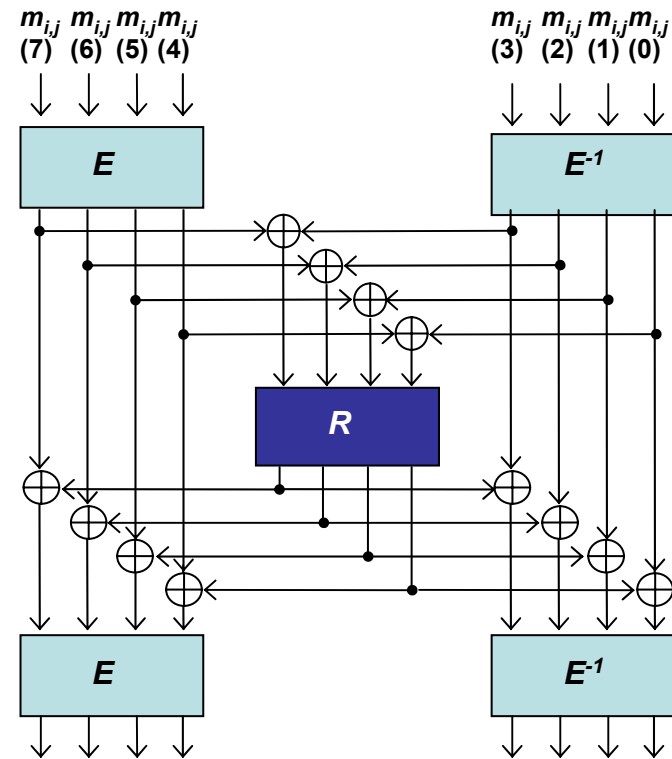 m_{i,j} m_{i,j} m_{i,j} m_{i,j} m_{i,j} m_{i,j} m_{i,j} m_{i,j}
(7) (6) (5) (4) (3) (2) (1) (0)
E E^{-1}
R
E E^{-1}